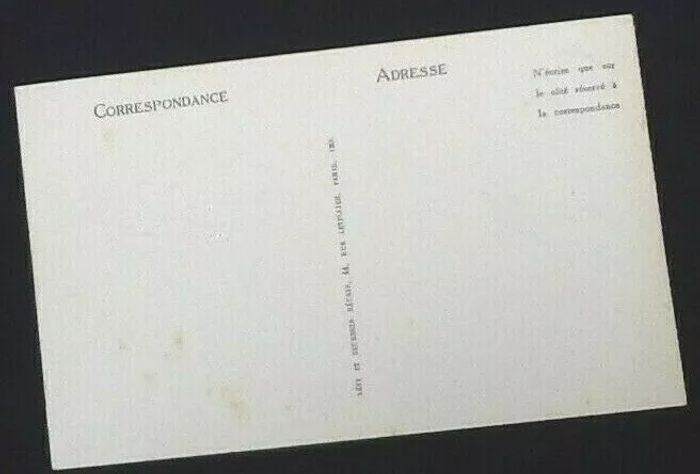 CORRESPONDANCE
ADRESSE
N'écrire que sur
le côté réservé à
la correspondance
LÉVY ET NEURDEIN RÉUNIS, 44, RUE LETELLIER, PARIS, IMP.